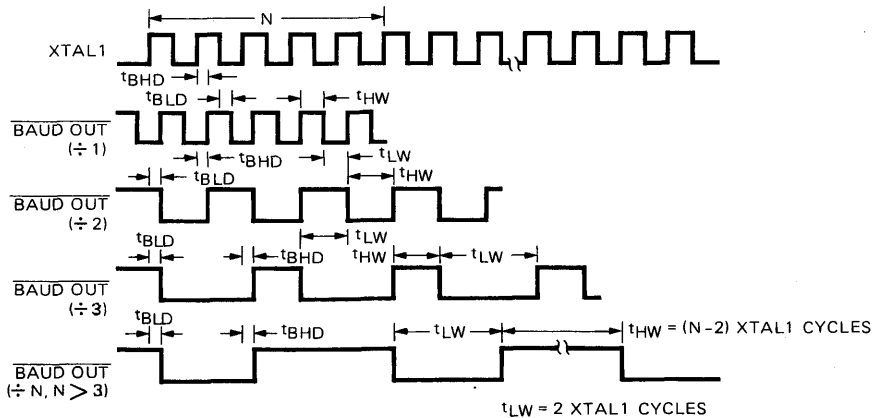 N
XTAL1
tBHD
tBLD
tHW
BAUD OUT
(÷1)
tBHD
tLW
tBLD
tHW
BAUD OUT
(÷2)
tBLD
tLW
tBHD
tHW
tLW
BAUD OUT
(÷3)
tBLD
tBHD
tLW
tHW = (N-2) XTAL1 CYCLES
BAUD OUT
(÷N, N > 3)
tLW = 2 XTAL1 CYCLES